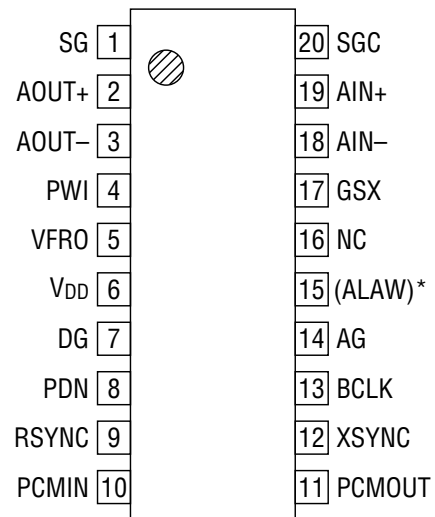 SG 1 20 SGC
AOUT+ 2 19 AIN+
AOUT– 3 18 AIN–
PWI 4 17 GSX
VFRO 5 16 NC
VDD 6 15 (ALAW)*
DG 7 14 AG
PDN 8 13 BCLK
RSYNC 9 12 XSYNC
PCMIN 10 11 PCMOUT